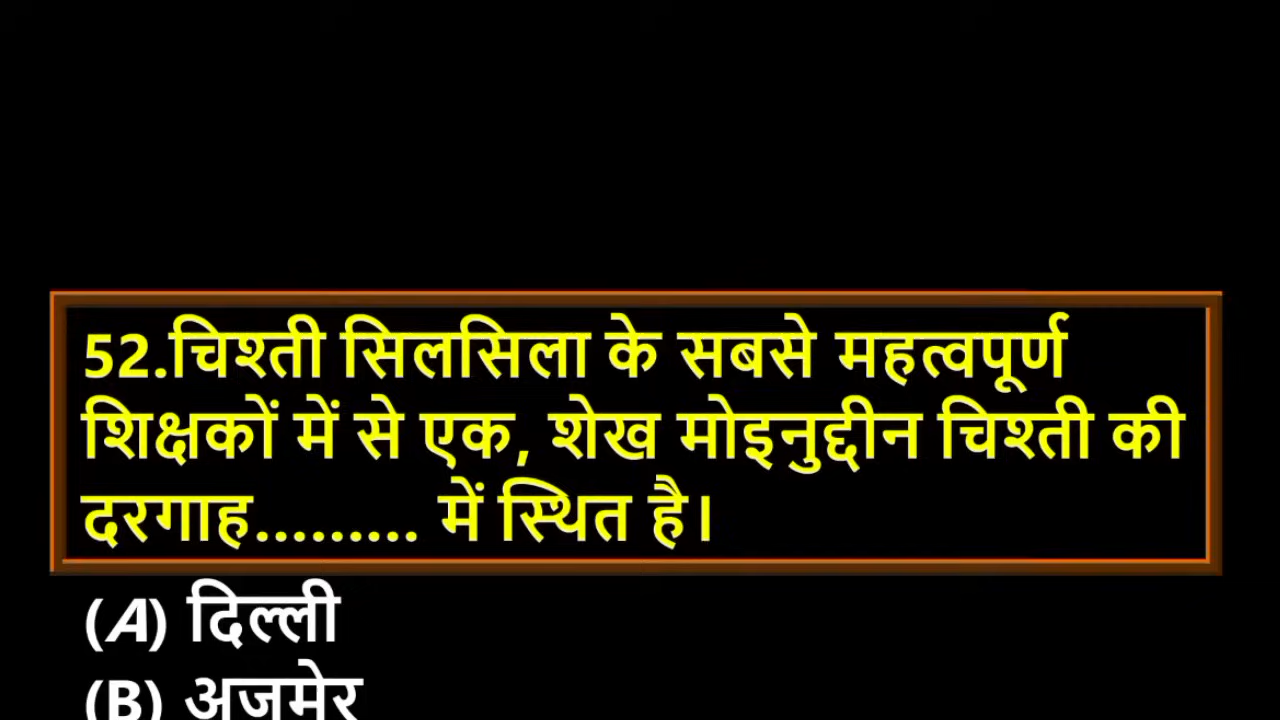 52.चिश्ती सिलसिला के सबसे महत्वपूर्ण
शिक्षकों में से एक, शेख मोइनुद्दीन चिश्ती की
दरगाह......... में स्थित है।
(A) दिल्ली
(B) अजमेर